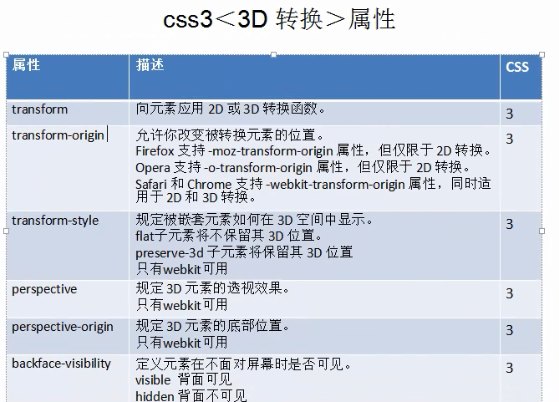 css3＜3D 转换＞属性
属性 描述 CSS
transform 向元素应用 2D 或 3D 转换函数。 3
transform-origin 允许你改变被转换元素的位置。 3
Firefox 支持 -moz-transform-origin 属性，但仅限于 2D 转换。
Opera 支持 -o-transform-origin 属性，但仅限于 2D 转换。
Safari 和 Chrome 支持 -webkit-transform-origin 属性，同时适
用于 2D 和 3D 转换。
transform-style 规定被嵌套元素如何在 3D 空间中显示。 3
flat子元素将不保留其 3D 位置。
preserve-3d 子元素将保留其 3D 位置
只有webkit 可用
perspective 规定 3D 元素的透视效果。 3
只有webkit 可用
perspective-origin 规定 3D 元素的底部位置。 3
只有webkit 可用
backface-visibility 定义元素在不面对屏幕时是否可见。 3
visible 背面可见
hidden 背面不可见